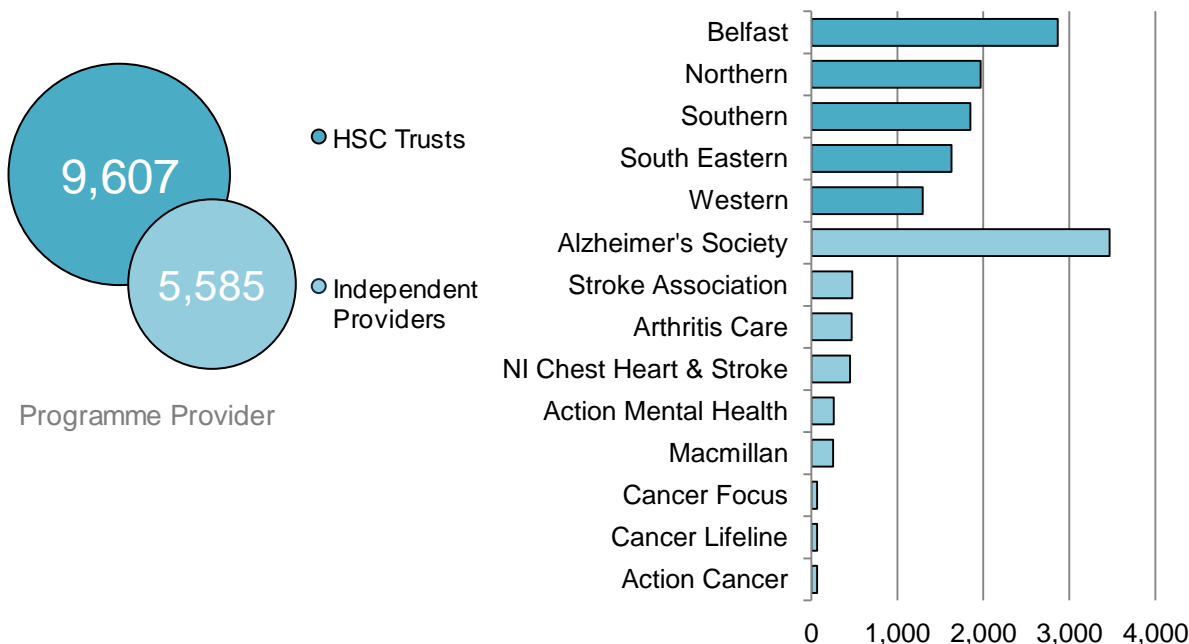 9,607
5,585
HSC Trusts
Independent
Providers
Programme Provider
Belfast
Northern
Southern
South Eastern
Western
Alzheimer's Society
Stroke Association
Arthritis Care
NI Chest Heart & Stroke
Action Mental Health
Macmillan
Cancer Focus
Cancer Lifeline
Action Cancer
0 1,000 2,000 3,000 4,000